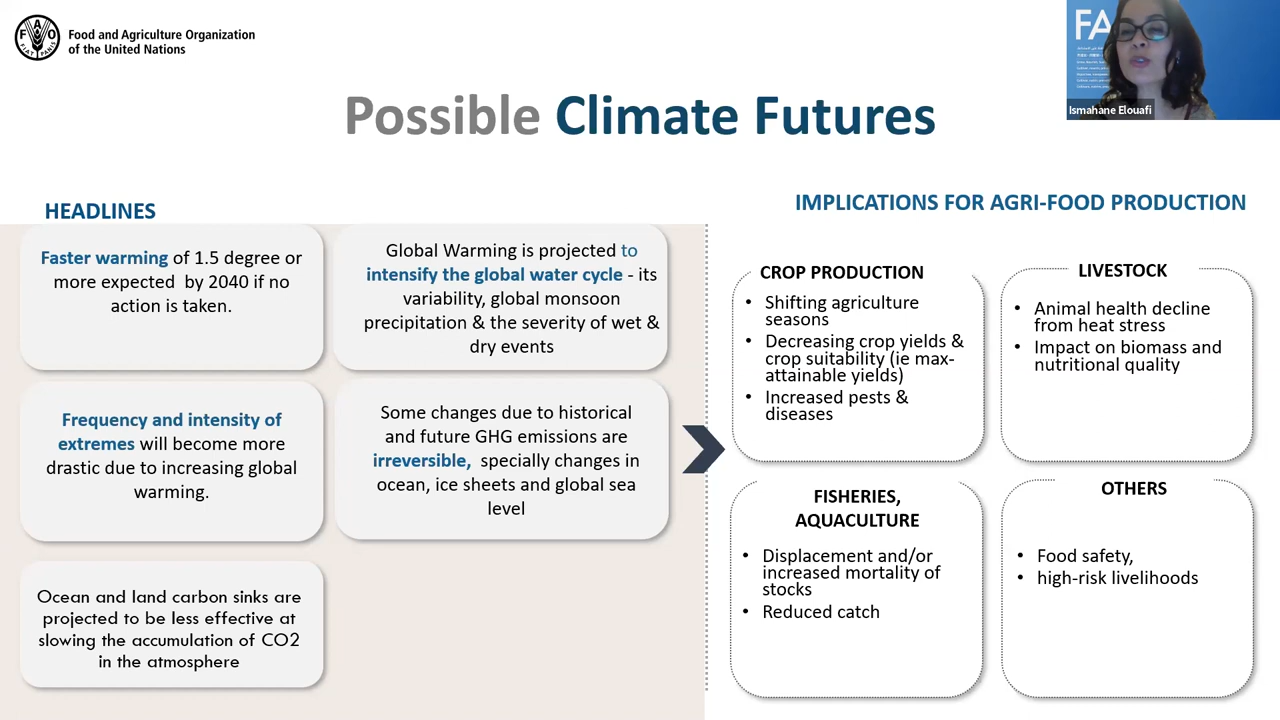 Food and Agriculture Organization
of the United Nations
FA
Ismahane Elouafi
Possible Climate Futures
HEADLINES
Faster warming of 1.5 degree or
more expected by 2040 if no
action is taken.
Global Warming is projected to
intensify the global water cycle - its
variability, global monsoon
precipitation & the severity of wet &
dry events
Frequency and intensity of
extremes will become more
drastic due to increasing global
warming.
Some changes due to historical
and future GHG emissions are
irreversible, specially changes in
ocean, ice sheets and global sea
level
Ocean and land carbon sinks are
projected to be less effective at
slowing the accumulation of CO2
in the atmosphere
IMPLICATIONS FOR AGRI-FOOD PRODUCTION
CROP PRODUCTION
• Shifting agriculture
seasons
• Decreasing crop yields &
crop suitability (ie max-
attainable yields)
• Increased pests &
diseases
LIVESTOCK
• Animal health decline
from heat stress
• Impact on biomass and
nutritional quality
FISHERIES,
AQUACULTURE
• Displacement and/or
increased mortality of
stocks
• Reduced catch
OTHERS
• Food safety,
• high-risk livelihoods